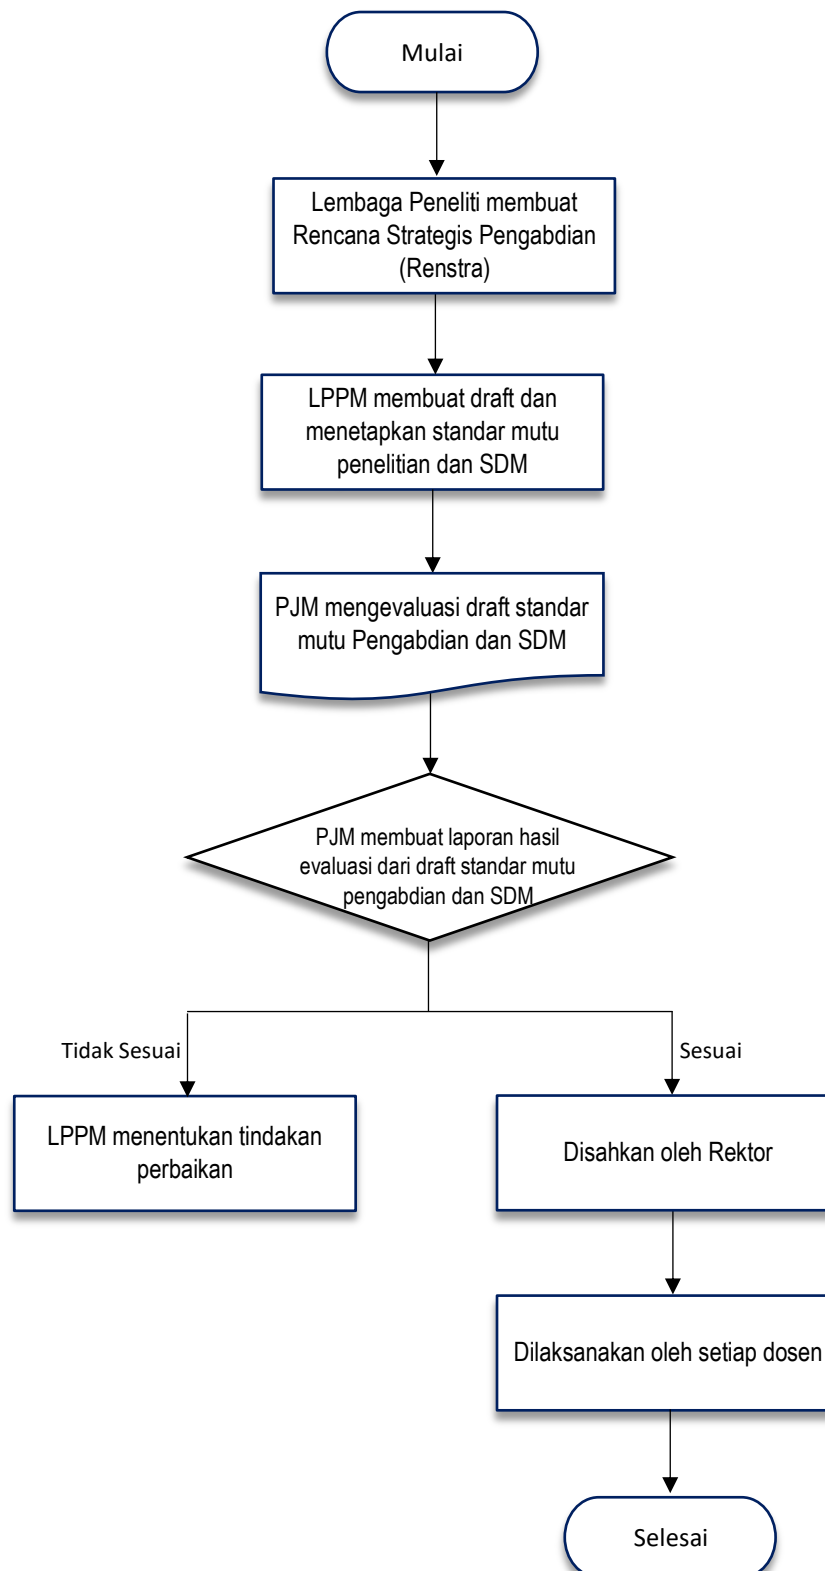 Mulai
Lembaga Peneliti membuat
Rencana Strategis Pengabdian
(Renstra)
LPPM membuat draft dan
menetapkan standar mutu
penelitian dan SDM
PJM mengevaluasi draft standar
mutu Pengabdian dan SDM
PJM membuat laporan hasil
evaluasi dari draft standar mutu
pengabdian dan SDM
Tidak Sesuai
Sesuai
LPPM menentukan tindakan
perbaikan
Disahkan oleh Rektor
Dilaksanakan oleh setiap dosen
Selesai